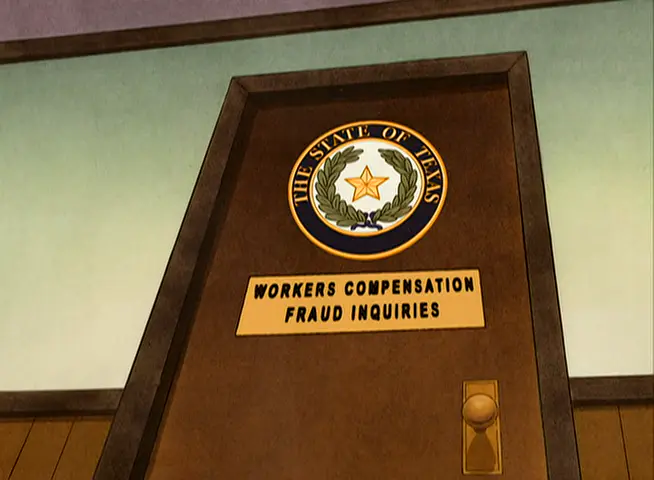 THE STATE OF TEXAS
WORKERS COMPENSATION
FRAUD INQUIRIES